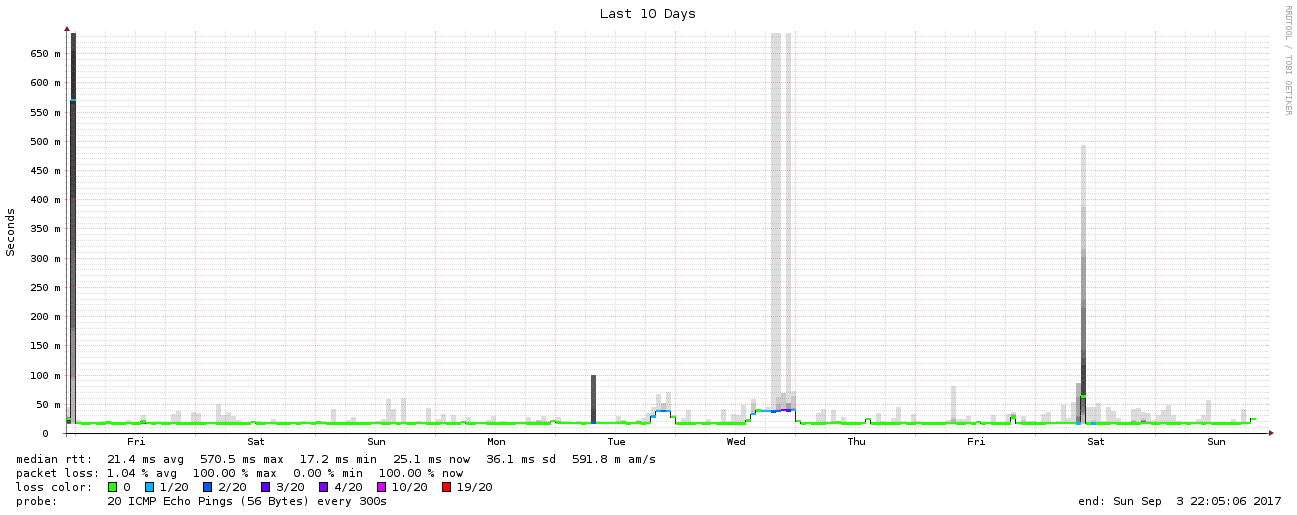 Last 10 Days
RRDTOOL / TOBI OETIKER
Seconds
650 m
600 m
550 m
500 m
450 m
400 m
350 m
300 m
250 m
200 m
150 m
100 m
50 m
0
Fri Sat Sun Mon Tue Wed Thu Fri Sat Sun
median rtt: 21.4 ms avg 570.5 ms max 17.2 ms min 25.1 ms now 36.1 ms sd 591.8 m am/s
packet loss: 1.04 % avg 100.00 % max 0.00 % min 100.00 % now
loss color: 0 1/20 2/20 3/20 4/20 10/20 19/20
probe: 20 ICMP Echo Pings (56 Bytes) every 300s end: Sun Sep 3 22:05:06 2017